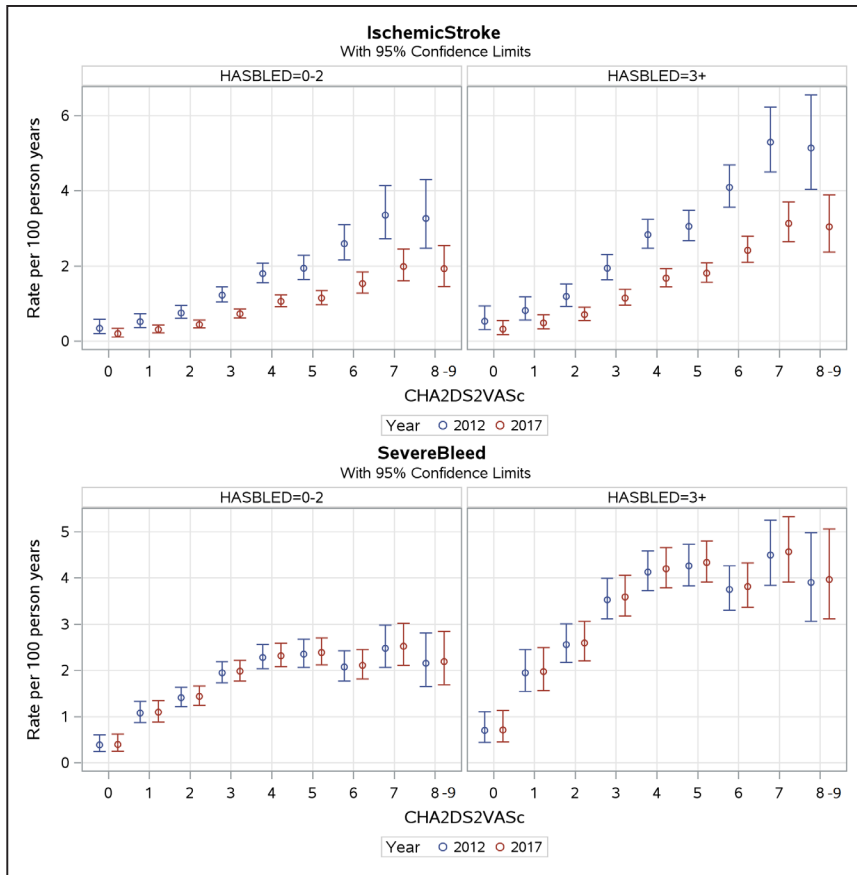 IschemicStroke
With 95% Confidence Limits
HASBLED=0-2 HASBLED=3+
Rate per 100 person years
6
4
2
0
0 1 2 3 4 5 6 7 8 -9 0 1 2 3 4 5 6 7 8 -9
CHA2DS2VASc
Year 2012 2017
SevereBleed
With 95% Confidence Limits
HASBLED=0-2 HASBLED=3+
Rate per 100 person years
5
4
3
2
1
0
0 1 2 3 4 5 6 7 8 -9 0 1 2 3 4 5 6 7 8 -9
CHA2DS2VASc
Year 2012 2017